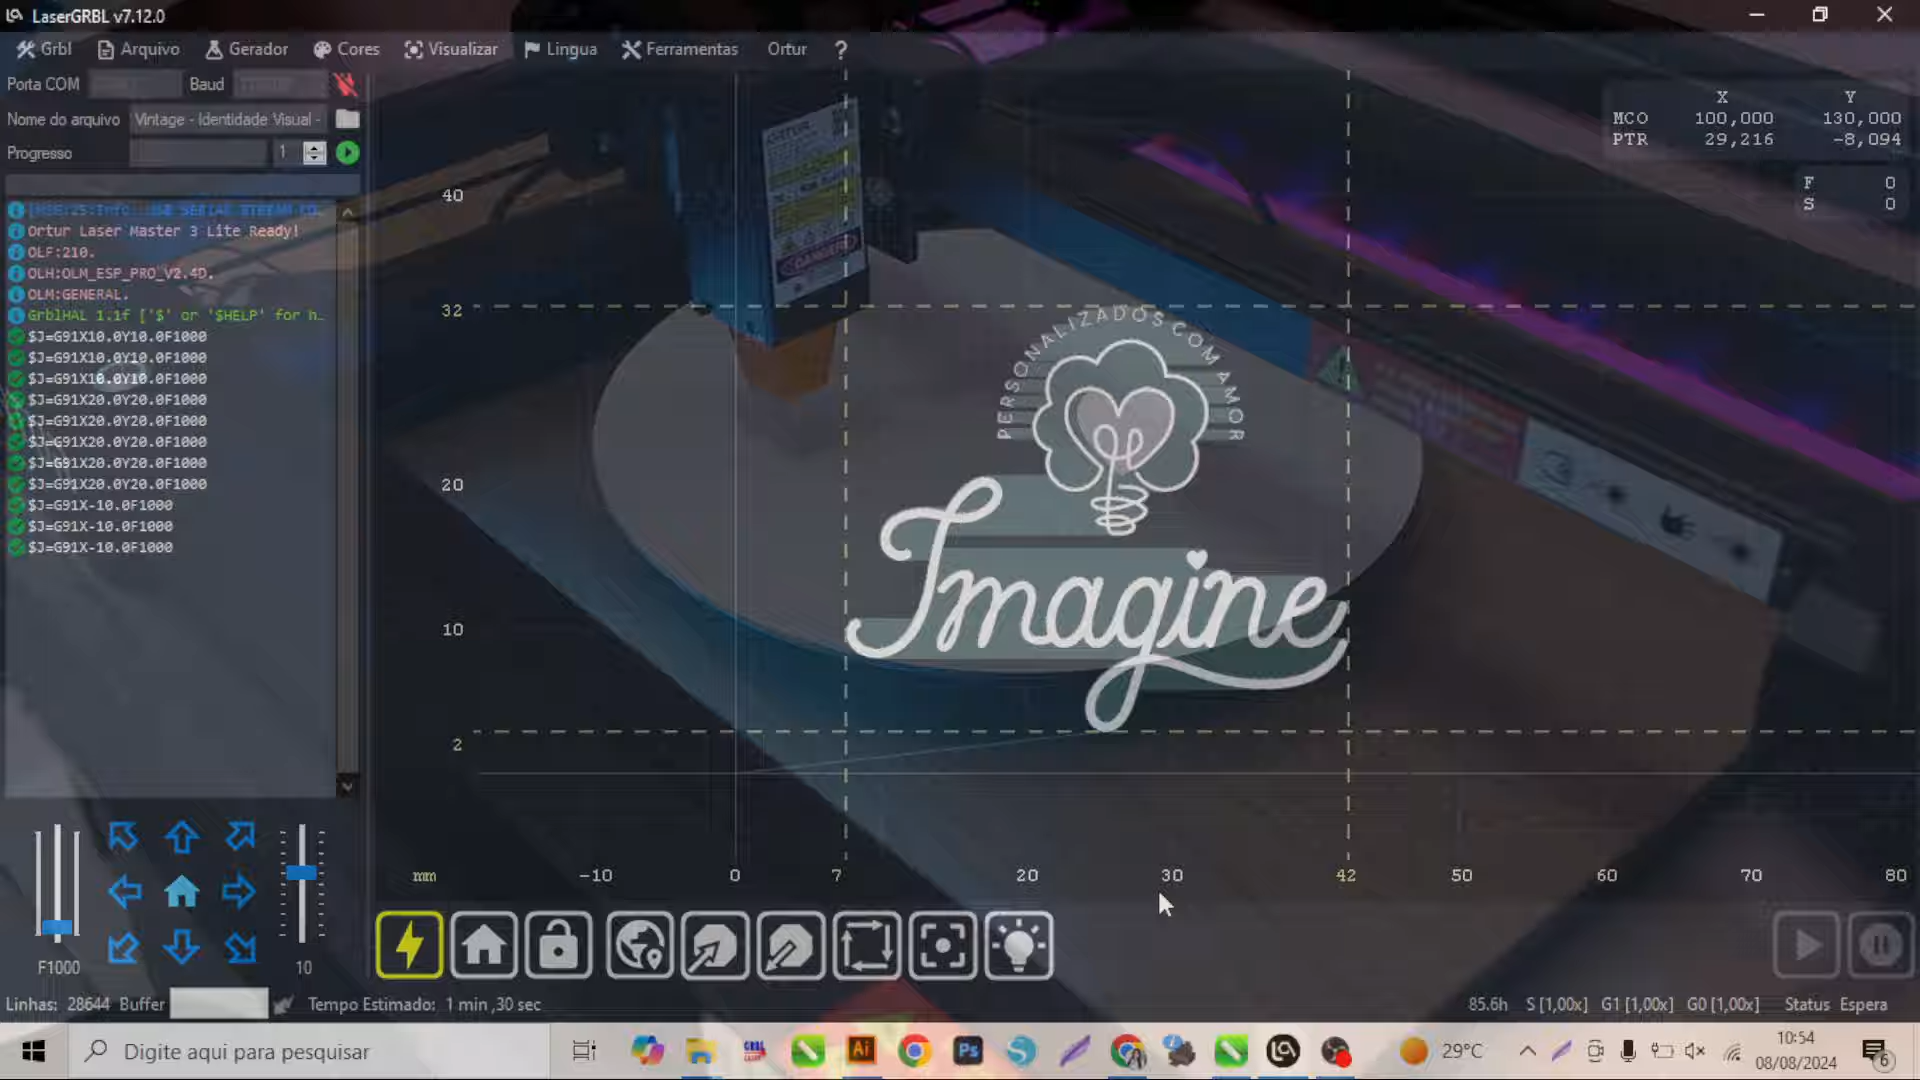 LaserGRBL v7.12.0
Grbl Arquivo Gerador Cores Visualizar Lingua Ferramentas Ortur ?
Porta COM Baud
Nome do arquivo Vintage - Identidade Visual -
Progresso 1
X Y
MCO 100,000 130,000
PTR 29,216 -8,094
F 0
S 0
Ortur Laser Master 3 Lite Ready!
OLF:210.
OLH:OLM_ESP_PRO_V2.4D.
OLM:GENERAL.
GrblHAL 1.1f ['$' or '$HELP' for h…
$J=G91X10.0Y10.0F1000
$J=G91X10.0Y10.0F1000
$J=G91X10.0Y10.0F1000
$J=G91X20.0Y20.0F1000
$J=G91X20.0Y20.0F1000
$J=G91X20.0Y20.0F1000
$J=G91X20.0Y20.0F1000
$J=G91X20.0Y20.0F1000
$J=G91X-10.0F1000
$J=G91X-10.0F1000
$J=G91X-10.0F1000
40
32
20
10
2
DANGER
PERSONALIZADOS COM AMOR
Imagine
mm -10 0 7 20 30 42 50 60 70 80
F1000 10
Linhas: 28644 Buffer Tempo Estimado: 1 min ,30 sec
85.6h S [1,00x] G1 [1,00x] G0 [1,00x] Status Espera
Digite aqui para pesquisar
GRBL
Ai
Ps
29°C
10:54
08/08/2024
6